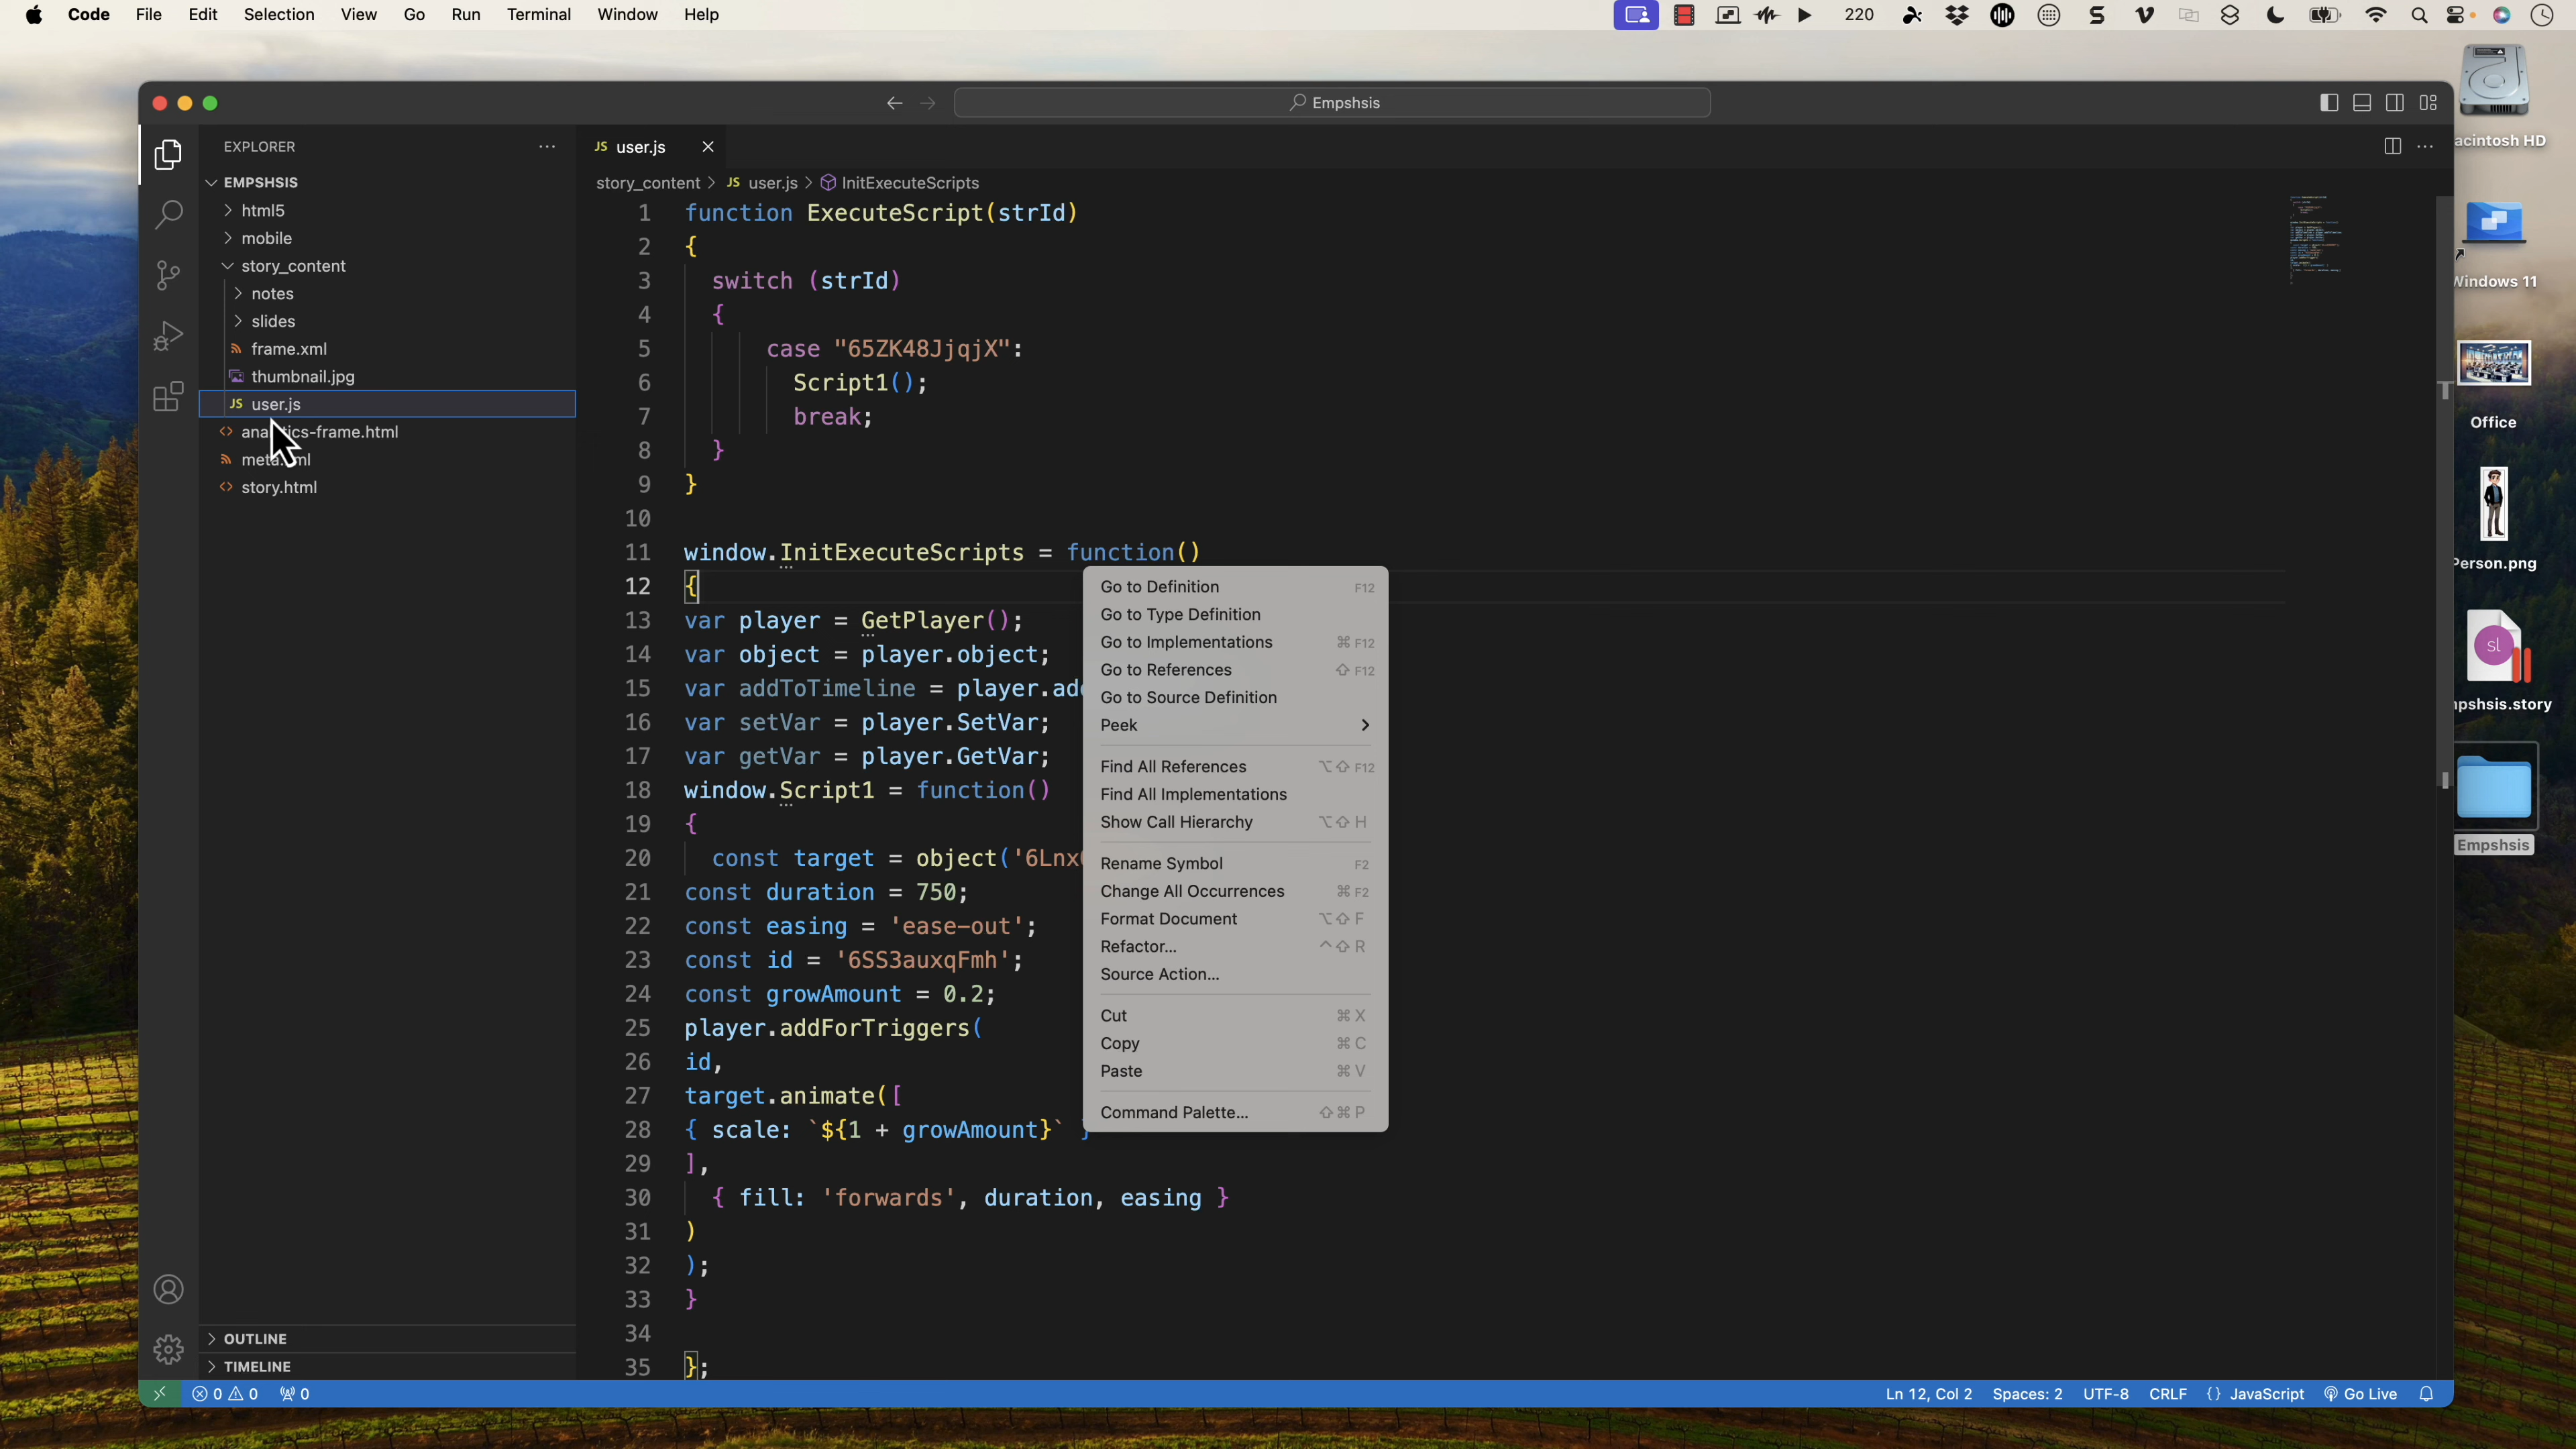 Code File Edit Selection View Go Run Terminal Window Help 220
Empshsis
EXPLORER
EMPSHSIS
html5
mobile
story_content
notes
slides
frame.xml
thumbnail.jpg
JS user.js
story.html
OUTLINE
TIMELINE
JS user.js
story_content > JS user.js > InitExecuteScripts
1 function ExecuteScript(strId)
2 {
3 switch (strId)
4 {
5 case "65ZK48JjqjX":
6 Script1();
7 break;
8 }
9 }
10
11 window.InitExecuteScripts = function()
12 {
13 var player = GetPlayer();
14 var object = player.object;
15 var addToTimeline = player.
16 var setVar = player.SetVar;
17 var getVar = player.GetVar;
18 window.Script1 = function()
19 {
20 const target = object(
21 const duration = 750;
22 const easing = 'ease-out';
23 const id = '6SS3auxqFmh';
24 const growAmount = 0.2;
25 player.addForTriggers(
26 id,
27 target.animate([
28 { scale: `${1 + growAmount}` }
29 ],
30 { fill: 'forwards', duration, easing }
31 )
32 );
33 }
34
35 };
Go to Definition F12
Go to Type Definition
Go to Implementations ⌘ F12
Go to References ⇧ F12
Go to Source Definition
Peek
Find All References ⌥⇧ F12
Find All Implementations
Show Call Hierarchy ⌥⇧ H
Rename Symbol F2
Change All Occurrences ⌘ F2
Format Document ⌥⇧ F
Refactor... ^⇧ R
Source Action...
Cut ⌘ X
Copy ⌘ C
Paste ⌘ V
Command Palette... ⇧⌘ P
0 0 0
Ln 12, Col 2 Spaces: 2 UTF-8 CRLF {} JavaScript Go Live
acintosh HD
Windows 11
Office
Person.png
sl
pshsis.story
Empshsis